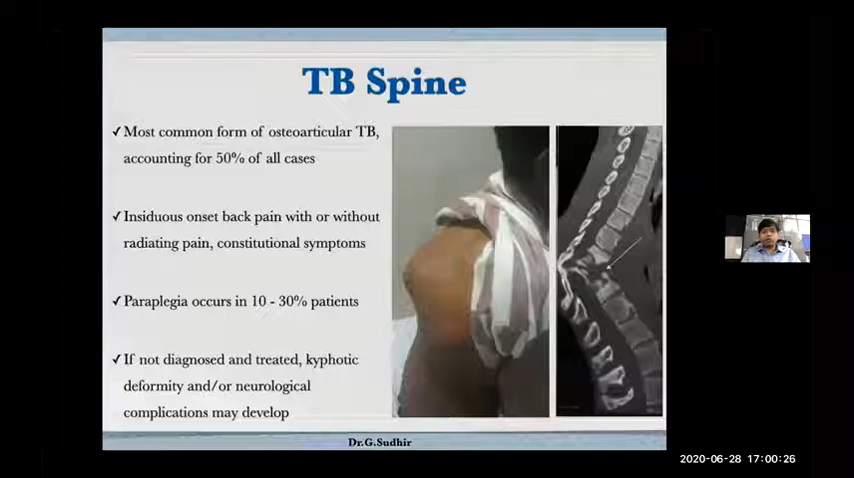 TB Spine
✓Most common form of osteoarticular TB,
accounting for 50% of all cases
✓Insiduous onset back pain with or without
radiating pain, constitutional symptoms
✓Paraplegia occurs in 10 - 30% patients
✓If not diagnosed and treated, kyphotic
deformity and/or neurological
complications may develop
Dr.G.Sudhir
2020-06-28 17:00:26